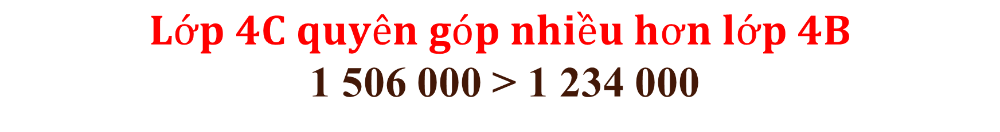 Lớp 4C quyên góp nhiều hơn lớp 4B
1 506 000 > 1 234 000